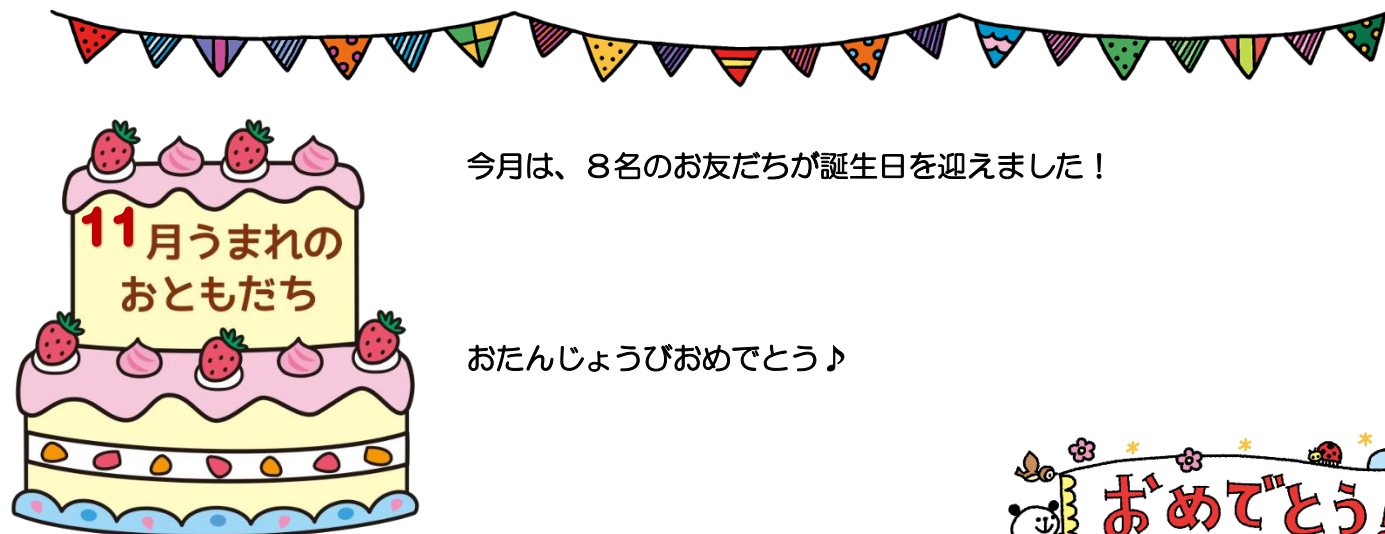 今月は、８名のお友だちが誕生日を迎えました！
11月うまれの
おともだち
おたんじょうびおめでとう♪
おめでとう